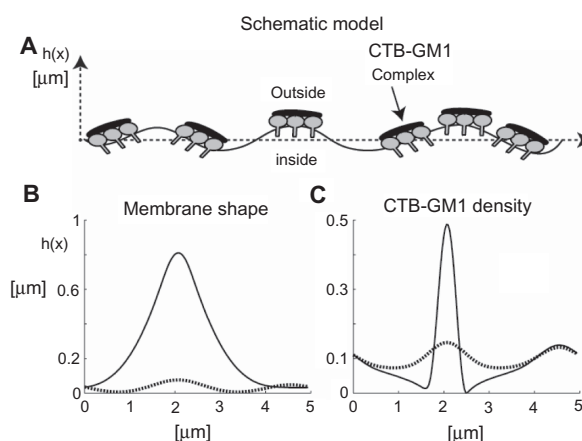 Schematic model
A
h(x)
[μm]
CTB-GM1
Complex
Outside
inside
B
Membrane shape
h(x)
[μm]
1
0.6
0.2
0
0 1 2 3 4 5
[μm]
C
CTB-GM1 density
0.5
0.3
0.1
0
0 1 2 3 4 5
[μm]